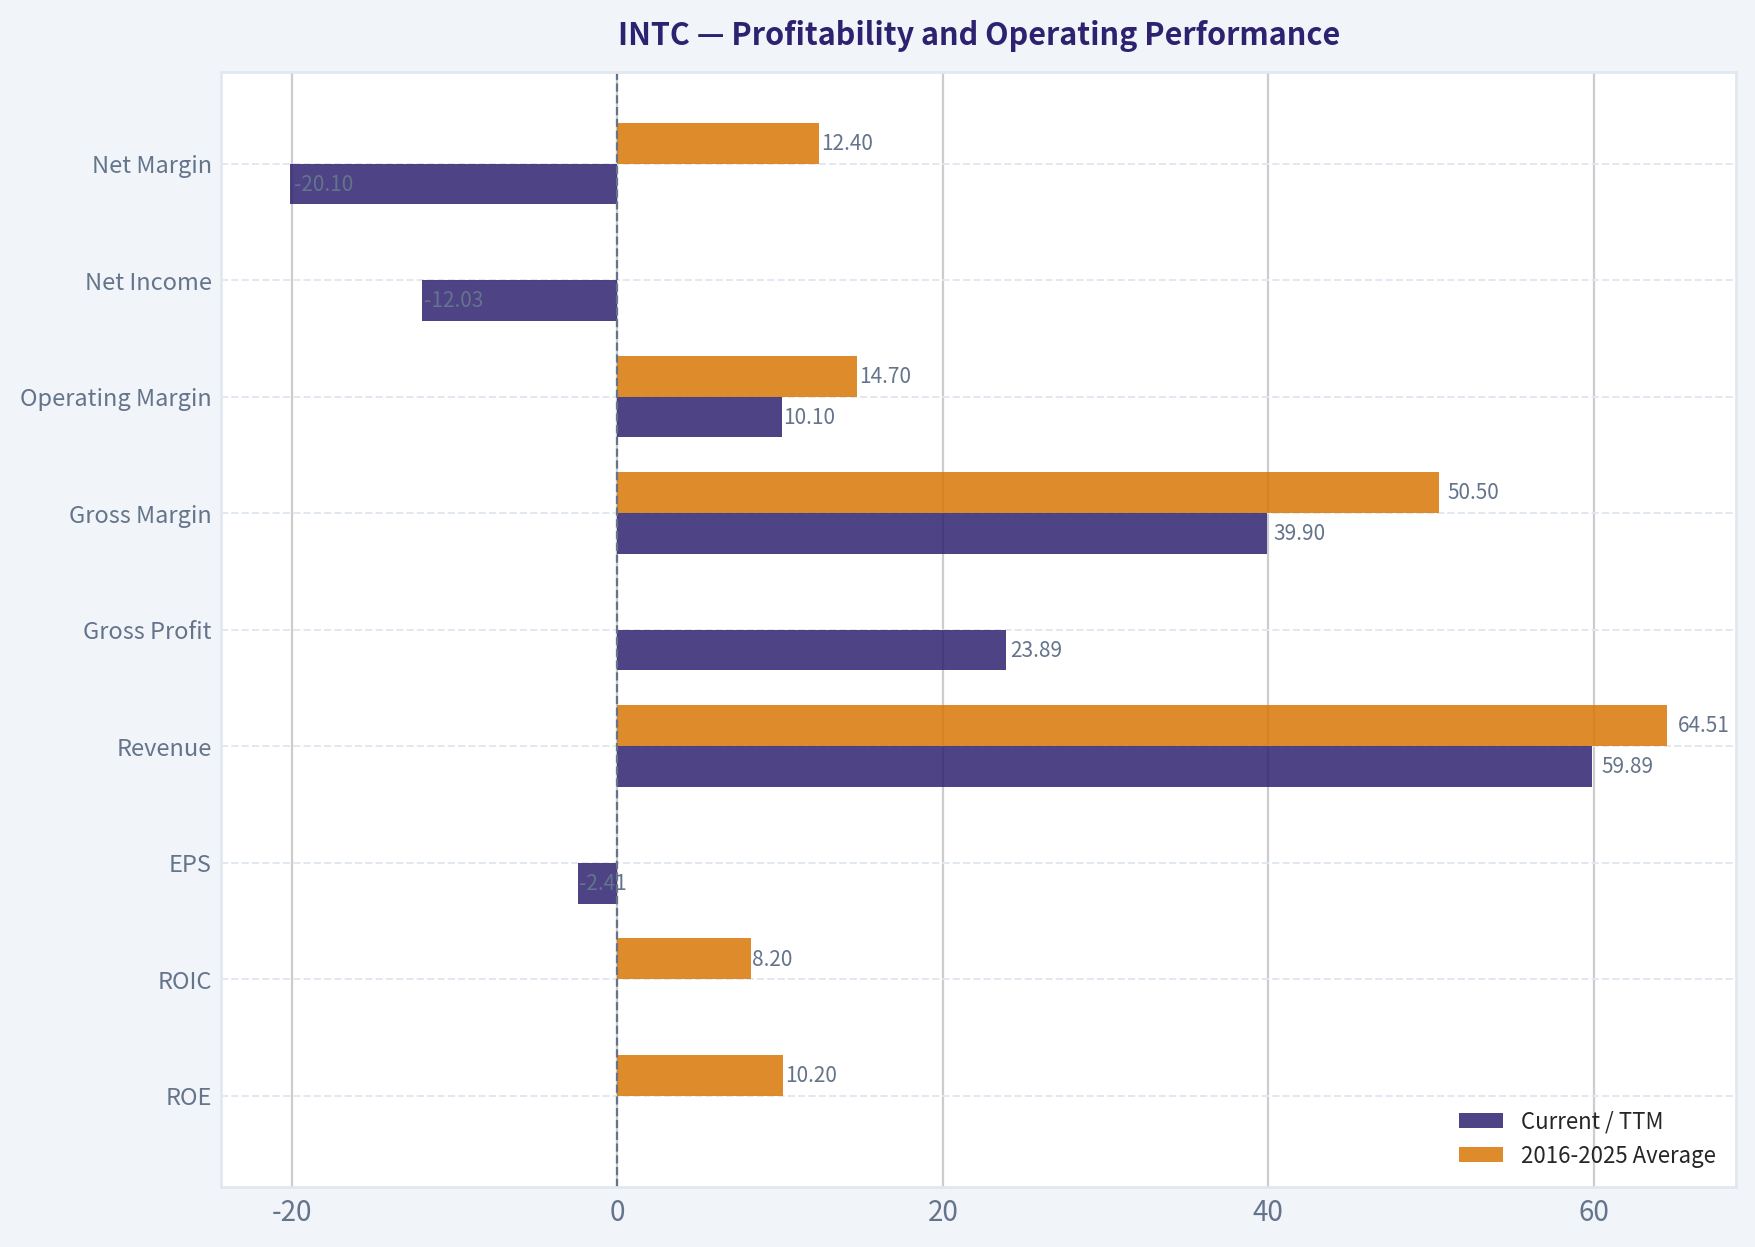 INTC — Profitability and Operating Performance
Net Margin
12.40
-20.10
Net Income
-12.03
Operating Margin
14.70
10.10
Gross Margin
50.50
39.90
Gross Profit
23.89
Revenue
64.51
59.89
EPS
-2.41
ROIC
8.20
ROE
10.20
Current / TTM
2016-2025 Average
-20 0 20 40 60